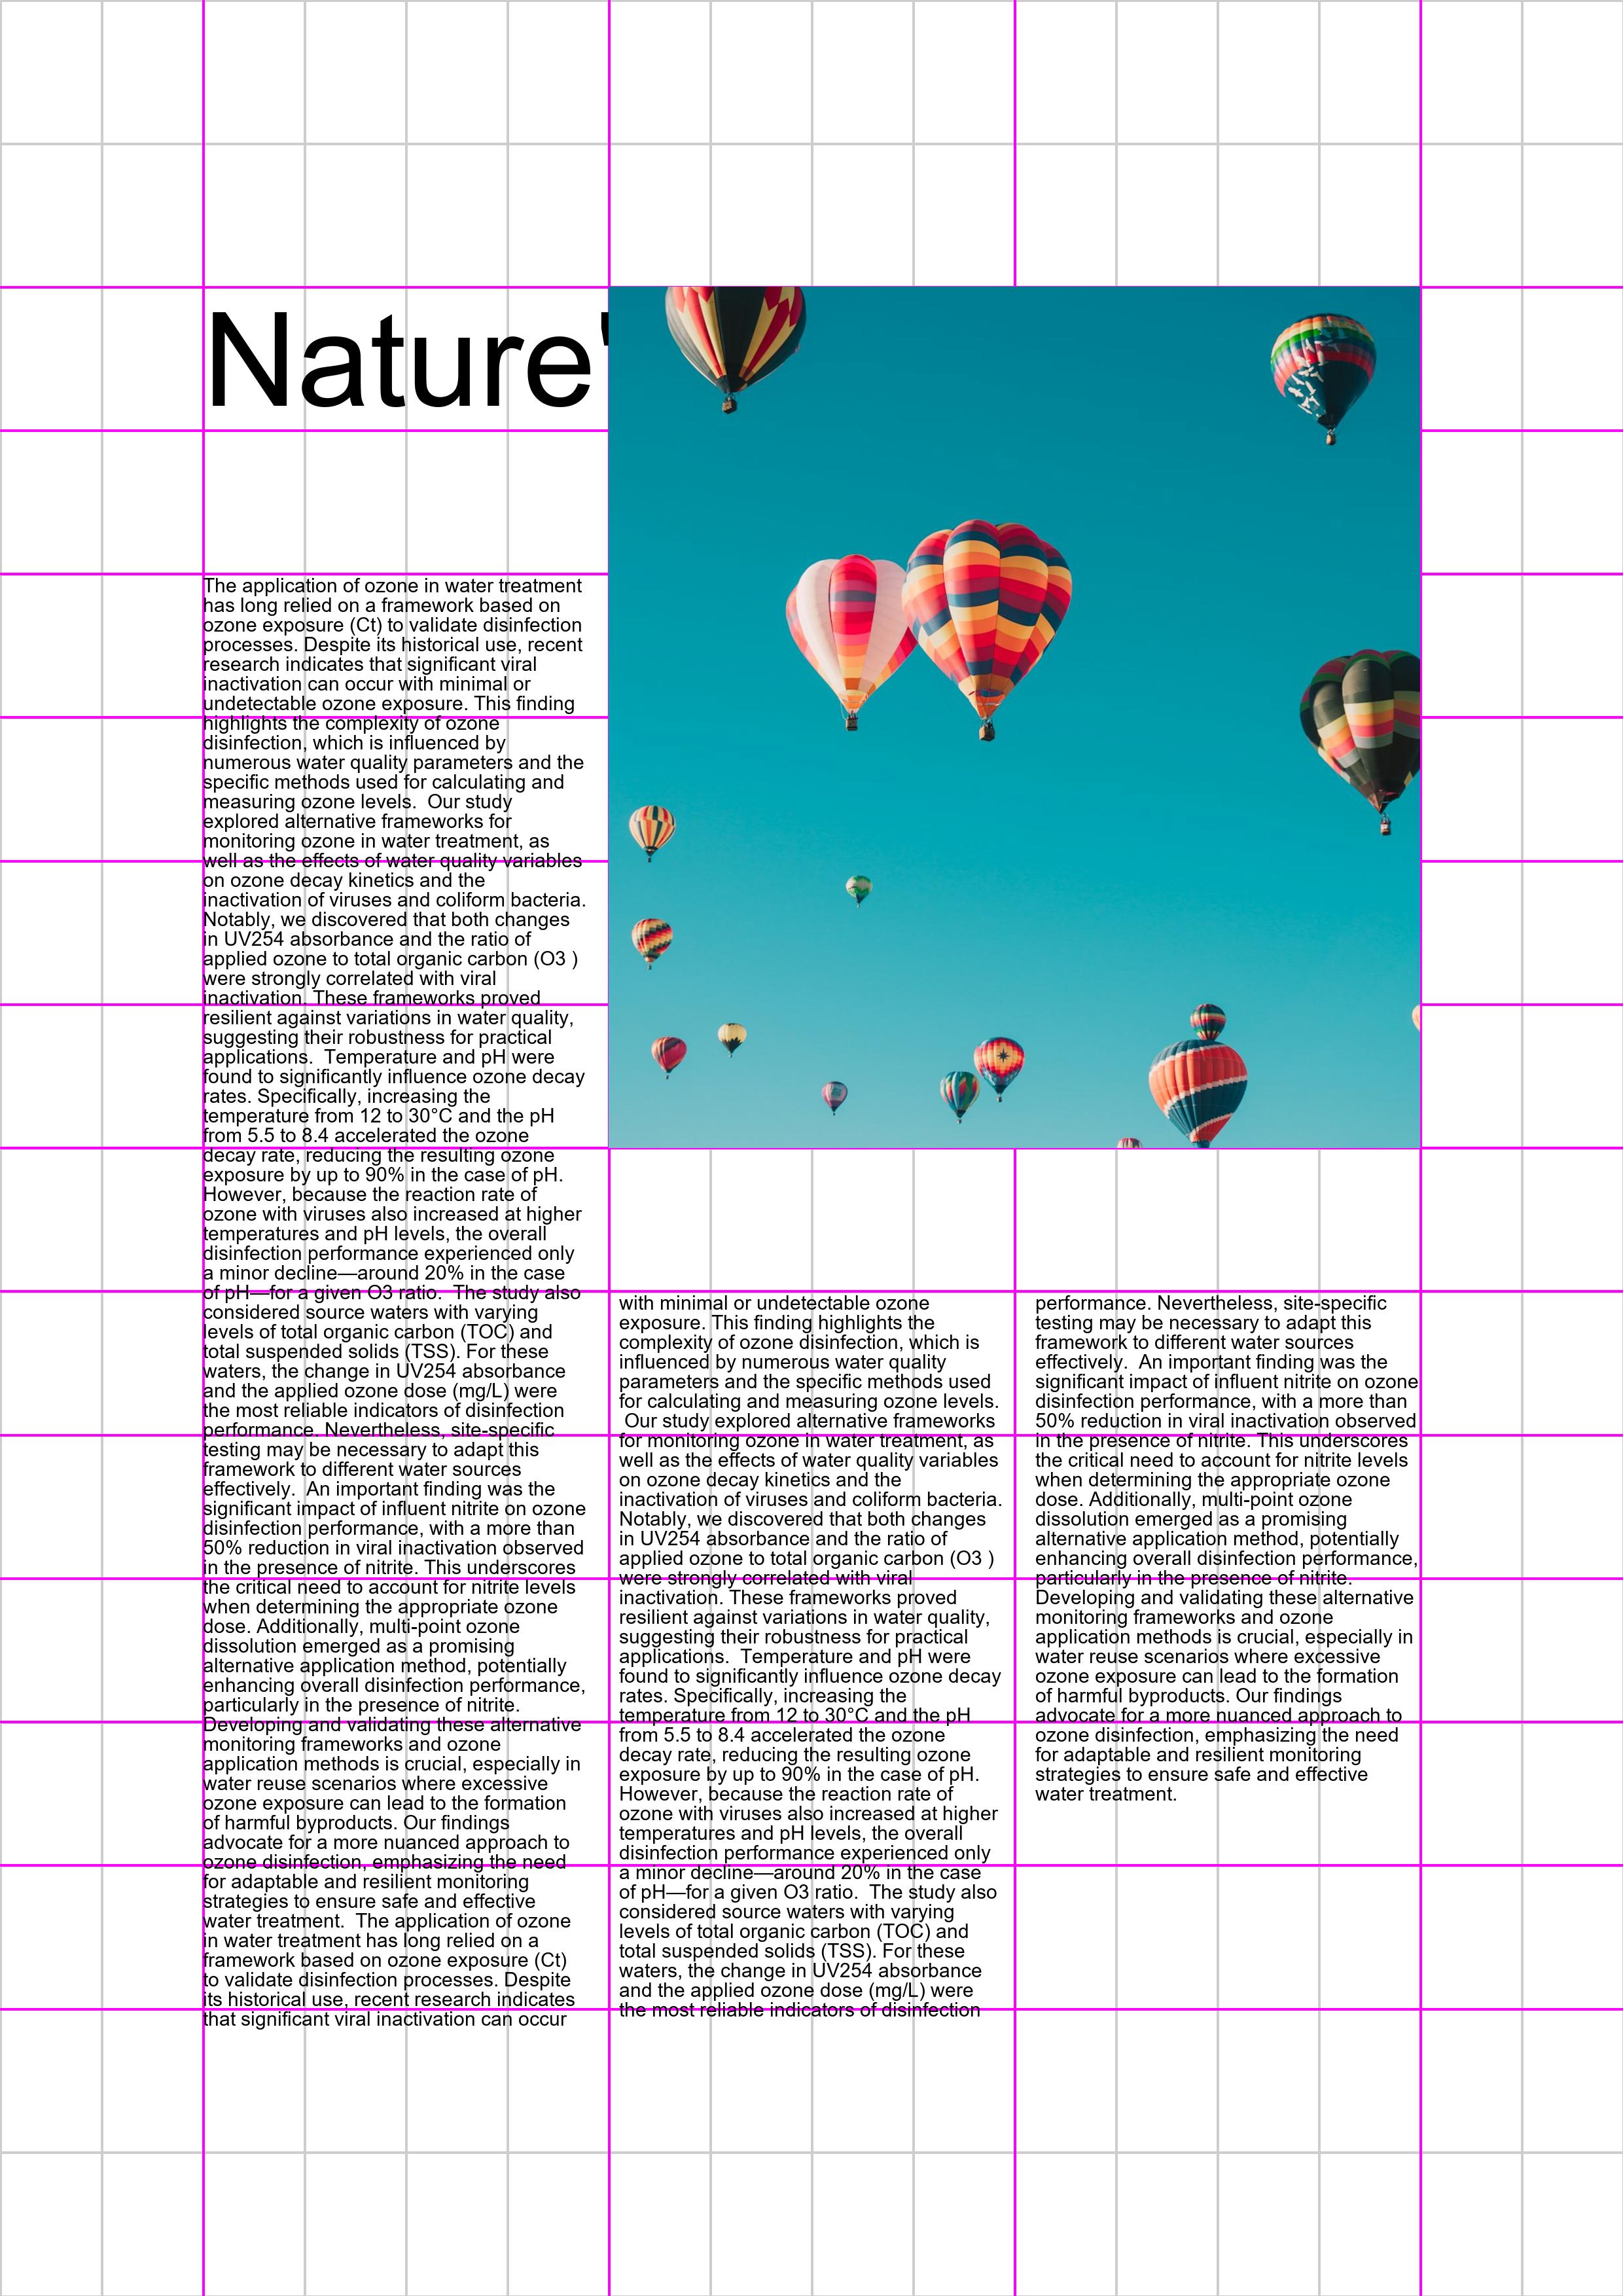 Nature'
The application of ozone in water treatment
has long relied on a framework based on
ozone exposure (Ct) to validate disinfection
processes. Despite its historical use, recent
research indicates that significant viral
inactivation can occur with minimal or
undetectable ozone exposure. This finding
highlights the complexity of ozone
disinfection, which is influenced by
numerous water quality parameters and the
specific methods used for calculating and
measuring ozone levels.  Our study
explored alternative frameworks for
monitoring ozone in water treatment, as
well as the effects of water quality variables
on ozone decay kinetics and the
inactivation of viruses and coliform bacteria.
Notably, we discovered that both changes
in UV254 absorbance and the ratio of
applied ozone to total organic carbon (O3 )
were strongly correlated with viral
inactivation. These frameworks proved
resilient against variations in water quality,
suggesting their robustness for practical
applications.  Temperature and pH were
found to significantly influence ozone decay
rates. Specifically, increasing the
temperature from 12 to 30°C and the pH
from 5.5 to 8.4 accelerated the ozone
decay rate, reducing the resulting ozone
exposure by up to 90% in the case of pH.
However, because the reaction rate of
ozone with viruses also increased at higher
temperatures and pH levels, the overall
disinfection performance experienced only
a minor decline—around 20% in the case
of pH—for a given O3 ratio.  The study also
considered source waters with varying
levels of total organic carbon (TOC) and
total suspended solids (TSS). For these
waters, the change in UV254 absorbance
and the applied ozone dose (mg/L) were
the most reliable indicators of disinfection
performance. Nevertheless, site-specific
testing may be necessary to adapt this
framework to different water sources
effectively.  An important finding was the
significant impact of influent nitrite on ozone
disinfection performance, with a more than
50% reduction in viral inactivation observed
in the presence of nitrite. This underscores
the critical need to account for nitrite levels
when determining the appropriate ozone
dose. Additionally, multi-point ozone
dissolution emerged as a promising
alternative application method, potentially
enhancing overall disinfection performance,
particularly in the presence of nitrite.
Developing and validating these alternative
monitoring frameworks and ozone
application methods is crucial, especially in
water reuse scenarios where excessive
ozone exposure can lead to the formation
of harmful byproducts. Our findings
advocate for a more nuanced approach to
ozone disinfection, emphasizing the need
for adaptable and resilient monitoring
strategies to ensure safe and effective
water treatment.  The application of ozone
in water treatment has long relied on a
framework based on ozone exposure (Ct)
to validate disinfection processes. Despite
its historical use, recent research indicates
that significant viral inactivation can occur
with minimal or undetectable ozone
exposure. This finding highlights the
complexity of ozone disinfection, which is
influenced by numerous water quality
parameters and the specific methods used
for calculating and measuring ozone levels.
Our study explored alternative frameworks
for monitoring ozone in water treatment, as
well as the effects of water quality variables
on ozone decay kinetics and the
inactivation of viruses and coliform bacteria.
Notably, we discovered that both changes
in UV254 absorbance and the ratio of
applied ozone to total organic carbon (O3 )
were strongly correlated with viral
inactivation. These frameworks proved
resilient against variations in water quality,
suggesting their robustness for practical
applications.  Temperature and pH were
found to significantly influence ozone decay
rates. Specifically, increasing the
temperature from 12 to 30°C and the pH
from 5.5 to 8.4 accelerated the ozone
decay rate, reducing the resulting ozone
exposure by up to 90% in the case of pH.
However, because the reaction rate of
ozone with viruses also increased at higher
temperatures and pH levels, the overall
disinfection performance experienced only
a minor decline—around 20% in the case
of pH—for a given O3 ratio.  The study also
considered source waters with varying
levels of total organic carbon (TOC) and
total suspended solids (TSS). For these
waters, the change in UV254 absorbance
and the applied ozone dose (mg/L) were
the most reliable indicators of disinfection
performance. Nevertheless, site-specific
testing may be necessary to adapt this
framework to different water sources
effectively.  An important finding was the
significant impact of influent nitrite on ozone
disinfection performance, with a more than
50% reduction in viral inactivation observed
in the presence of nitrite. This underscores
the critical need to account for nitrite levels
when determining the appropriate ozone
dose. Additionally, multi-point ozone
dissolution emerged as a promising
alternative application method, potentially
enhancing overall disinfection performance,
particularly in the presence of nitrite.
Developing and validating these alternative
monitoring frameworks and ozone
application methods is crucial, especially in
water reuse scenarios where excessive
ozone exposure can lead to the formation
of harmful byproducts. Our findings
advocate for a more nuanced approach to
ozone disinfection, emphasizing the need
for adaptable and resilient monitoring
strategies to ensure safe and effective
water treatment.